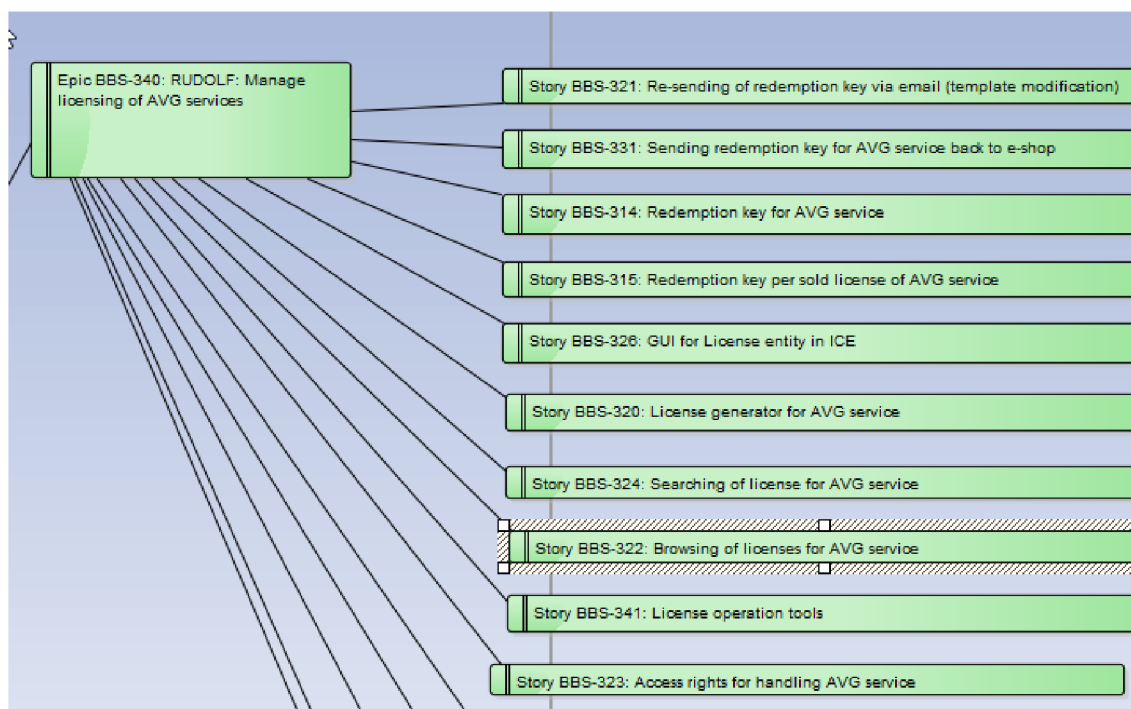 Epic BBS-340: RUDOLF: Manage
licensing of AVG services
Story BBS-321: Re-sending of redemption key via email (template modification)
Story BBS-331: Sending redemption key for AVG service back to e-shop
Story BBS-314: Redemption key for AVG service
Story BBS-315: Redemption key per sold license of AVG service
Story BBS-326: GUI for License entity in ICE
Story BBS-320: License generator for AVG service
Story BBS-324: Searching of license for AVG service
Story BBS-322: Browsing of licenses for AVG service
Story BBS-341: License operation tools
Story BBS-323: Access rights for handling AVG service